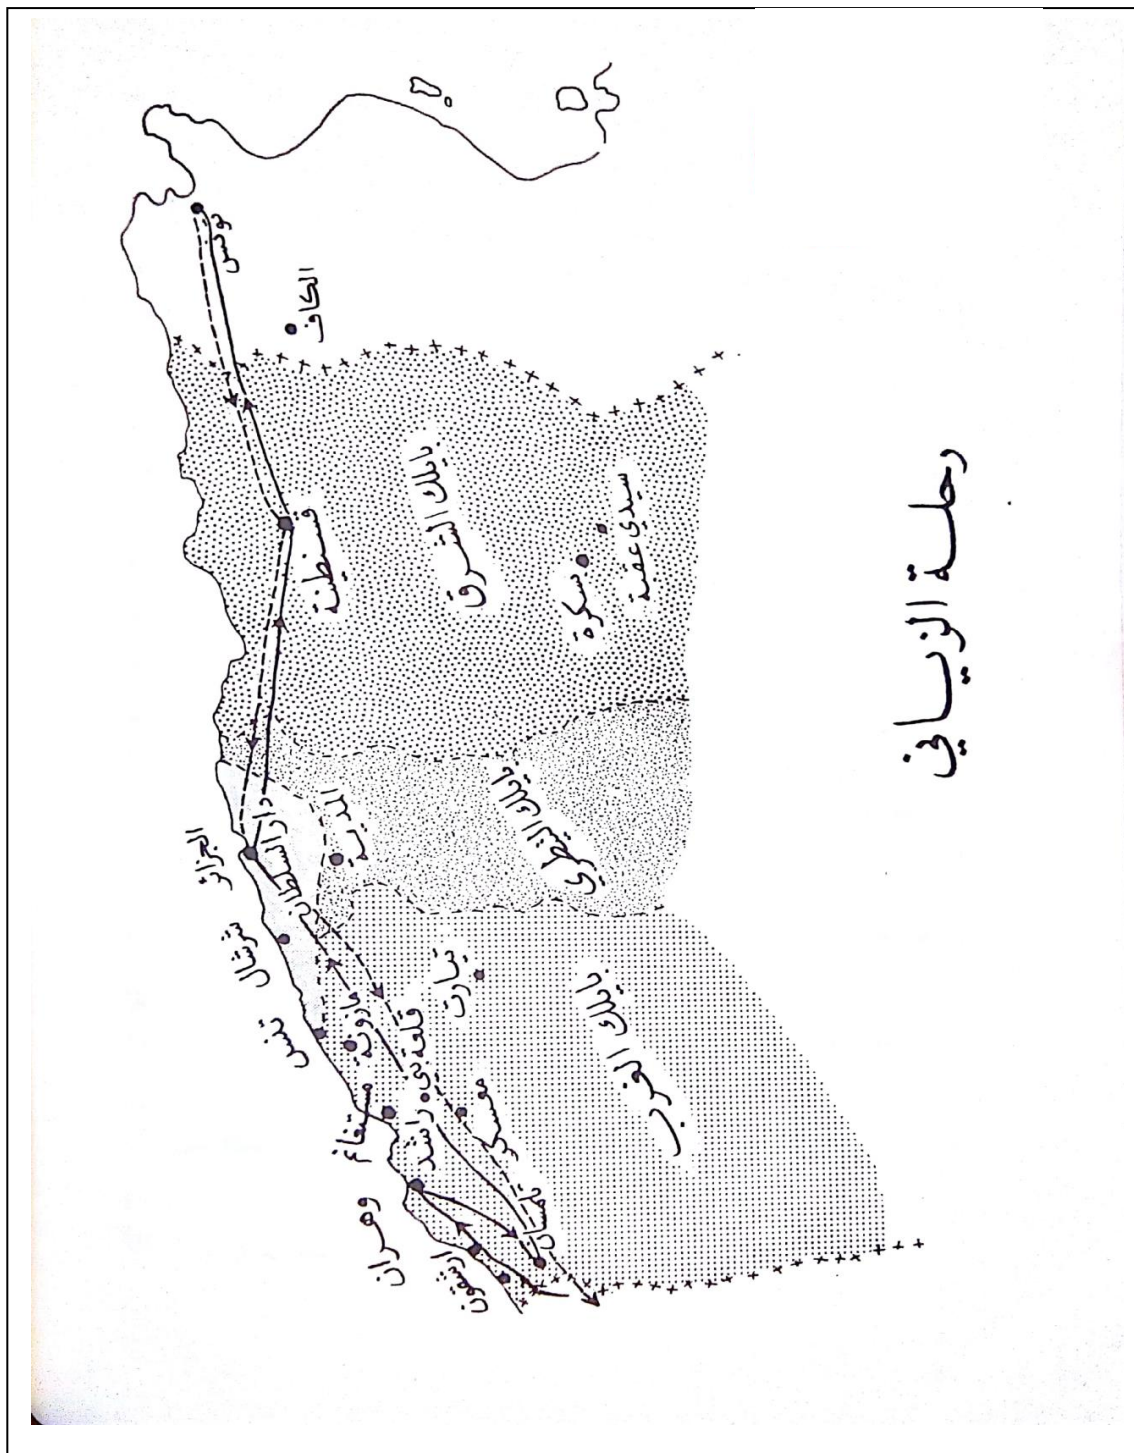 رحلة الزياني
تونس
الكاف
قسنطينة
بايلك الشرق
بسكرة
سيدي عقبة
الجزائر
دار السلطان
المدية
بايلك التيطري
شرشال
تنس
مازونة
مستغانم
قلعة بني راشد
تيارت
معسكر
بايلك الغرب
وهران
تلمسان